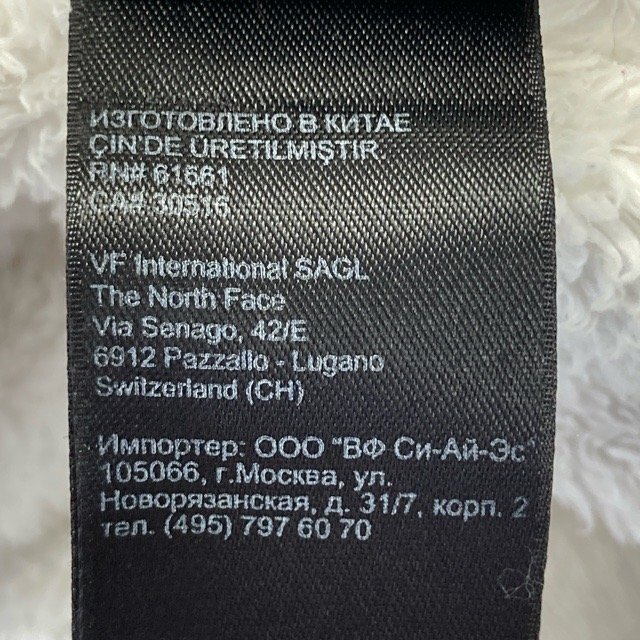 ИЗГОТОВЛЕНО В КИТАЕ
ÇIN'DE ÜRETILMIŞTIR.
RN# 61661
CA# 30516
VF International SAGL
The North Face
Via Senago, 42/E
6912 Pazzallo - Lugano
Switzerland (CH)
Импортер: ООО "ВФ Си-Ай-Эс"
105066, г.Москва, ул.
Новорязанская, д. 31/7, корп. 2
тел. (495) 797 60 70